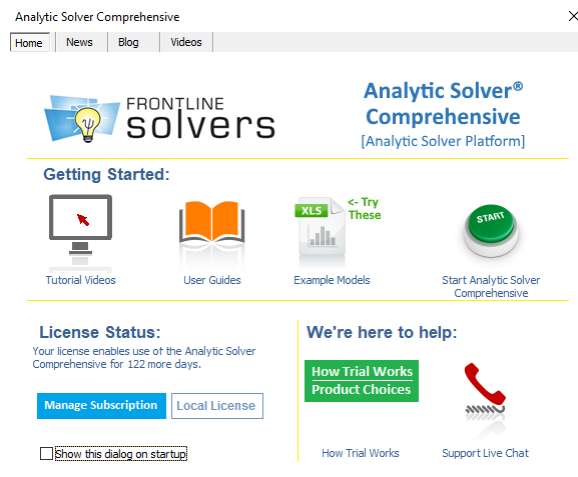 Analytic Solver Comprehensive
Home News Blog Videos
FRONTLINE
solvers
Analytic Solver®
Comprehensive
[Analytic Solver Platform]
Getting Started:
XLS
<- Try
These
START
Tutorial Videos
User Guides
Example Models
Start Analytic Solver
Comprehensive
License Status:
Your license enables use of the Analytic Solver
Comprehensive for 122 more days.
Manage Subscription
Local License
Show this dialog on startup
We're here to help:
How Trial Works
Product Choices
How Trial Works
Support Live Chat